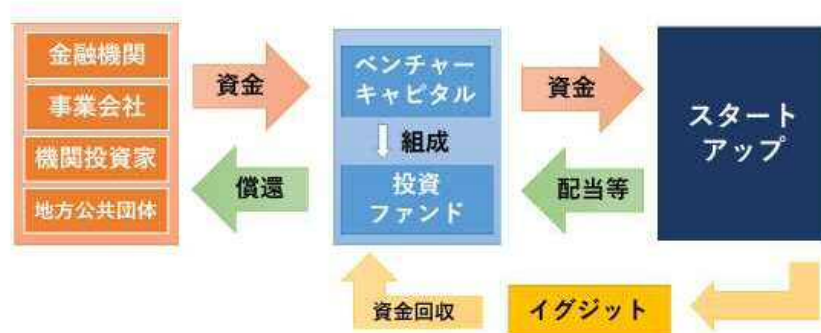 金融機関
事業会社
機関投資家
地方公共団体
資金
償還
ベンチャー
キャピタル
組成
投資
ファンド
資金
配当等
スタート
アップ
資金回収
イグジット